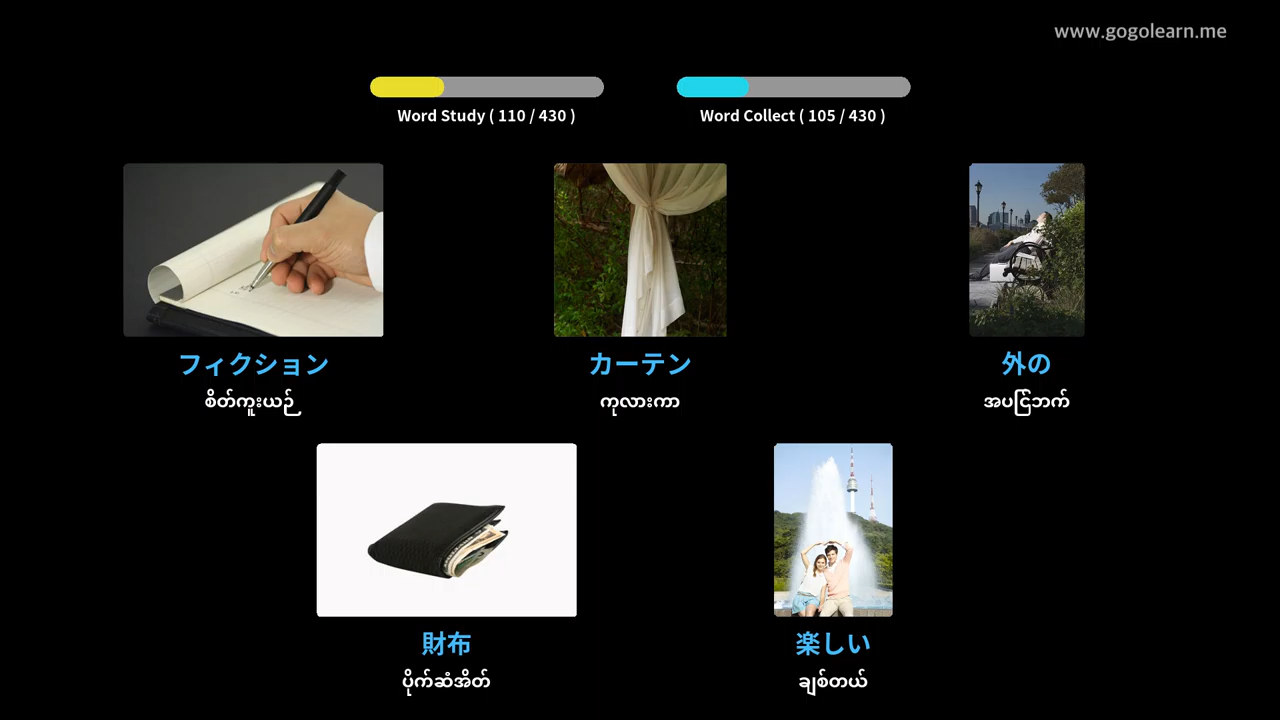 www.gogolearn.me
Word Study ( 110 / 430 )
Word Collect ( 105 / 430 )
フィクション
カーテン
外の
စိတ်ကူးယဉ်
ကုလားကာ
အပြင်ဘက်
財布
楽しい
ပိုက်ဆံအိတ်
ချစ်တယ်